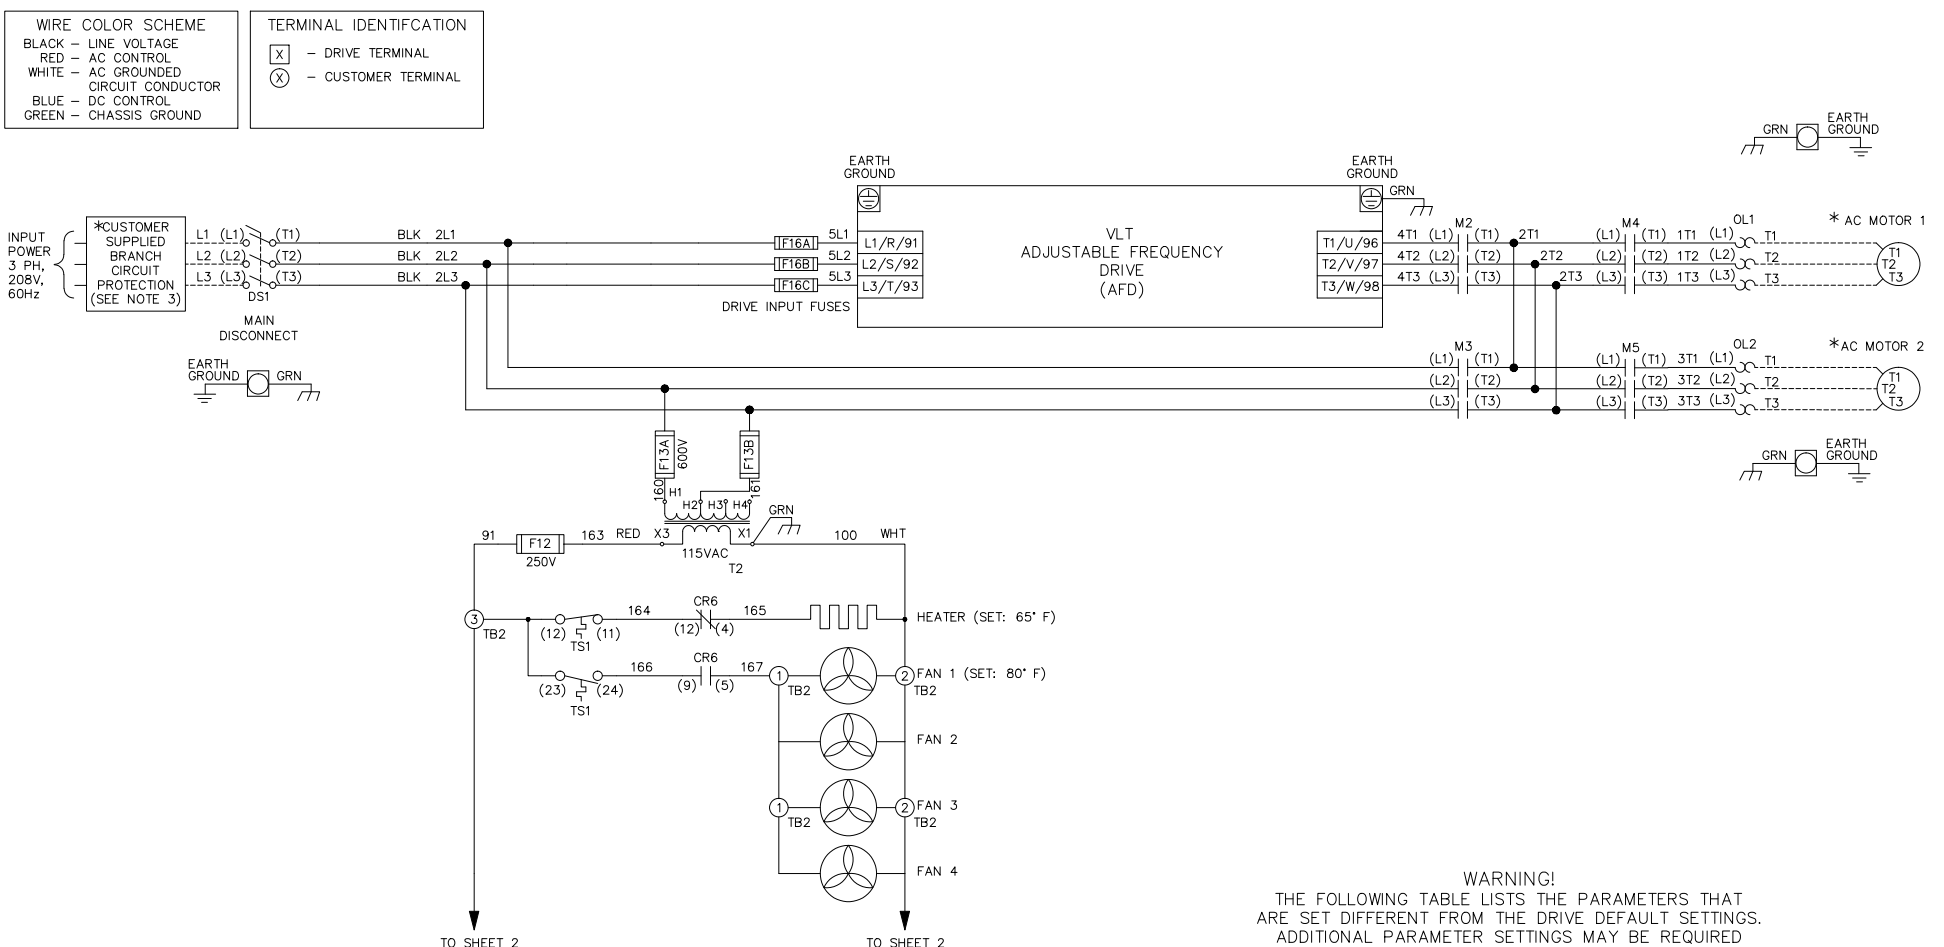 WIRE COLOR SCHEME
BLACK – LINE VOLTAGE
RED – AC CONTROL
WHITE – AC GROUNDED
CIRCUIT CONDUCTOR
BLUE – DC CONTROL
GREEN – CHASSIS GROUND
TERMINAL IDENTIFCATION
X – DRIVE TERMINAL
X – CUSTOMER TERMINAL
INPUT
POWER
3 PH,
208V,
60Hz
*CUSTOMER
SUPPLIED
BRANCH
CIRCUIT
PROTECTION
(SEE NOTE 3)
L1 (L1) (T1) BLK 2L1
L2 (L2) (T2) BLK 2L2
L3 (L3) (T3) BLK 2L3
DS1
MAIN
DISCONNECT
EARTH
GROUND GRN
F16A 5L1
F16B 5L2
F16C 5L3
DRIVE INPUT FUSES
EARTH
GROUND
L1/R/91
L2/S/92
L3/T/93
VLT
ADJUSTABLE FREQUENCY
DRIVE
(AFD)
EARTH
GROUND
GRN
T1/U/96
T2/V/97
T3/W/98
M2
4T1 (L1) (T1) 2T1
4T2 (L2) (T2) 2T2
4T3 (L3) (T3) 2T3
M4
(L1) (T1) 1T1 (L1)
(L2) (T2) 1T2 (L2)
(L3) (T3) 1T3 (L3)
OL1
T1
T2
T3
* AC MOTOR 1
T1
T2
T3
GRN EARTH
GROUND
M3
(L1) (T1)
(L2) (T2)
(L3) (T3)
M5
(L1) (T1) 3T1 (L1)
(L2) (T2) 3T2 (L2)
(L3) (T3) 3T3 (L3)
OL2
T1
T2
T3
*AC MOTOR 2
T1
T2
T3
GRN EARTH
GROUND
F13A
600V
F13B
160
161
H1
H2 H3 H4
GRN
91 F12 163 RED X3 X1 100 WHT
250V
115VAC
T2
3
TB2
(12) (11)
TS1
164
CR6
(12) (4)
165
HEATER (SET: 65° F)
(23) (24)
TS1
166
CR6
(9) (5)
167
1
TB2
2
TB2
FAN 1 (SET: 80° F)
FAN 2
1
TB2
2
TB2
FAN 3
FAN 4
TO SHEET 2
TO SHEET 2
WARNING!
THE FOLLOWING TABLE LISTS THE PARAMETERS THAT
ARE SET DIFFERENT FROM THE DRIVE DEFAULT SETTINGS.
ADDITIONAL PARAMETER SETTINGS MAY BE REQUIRED